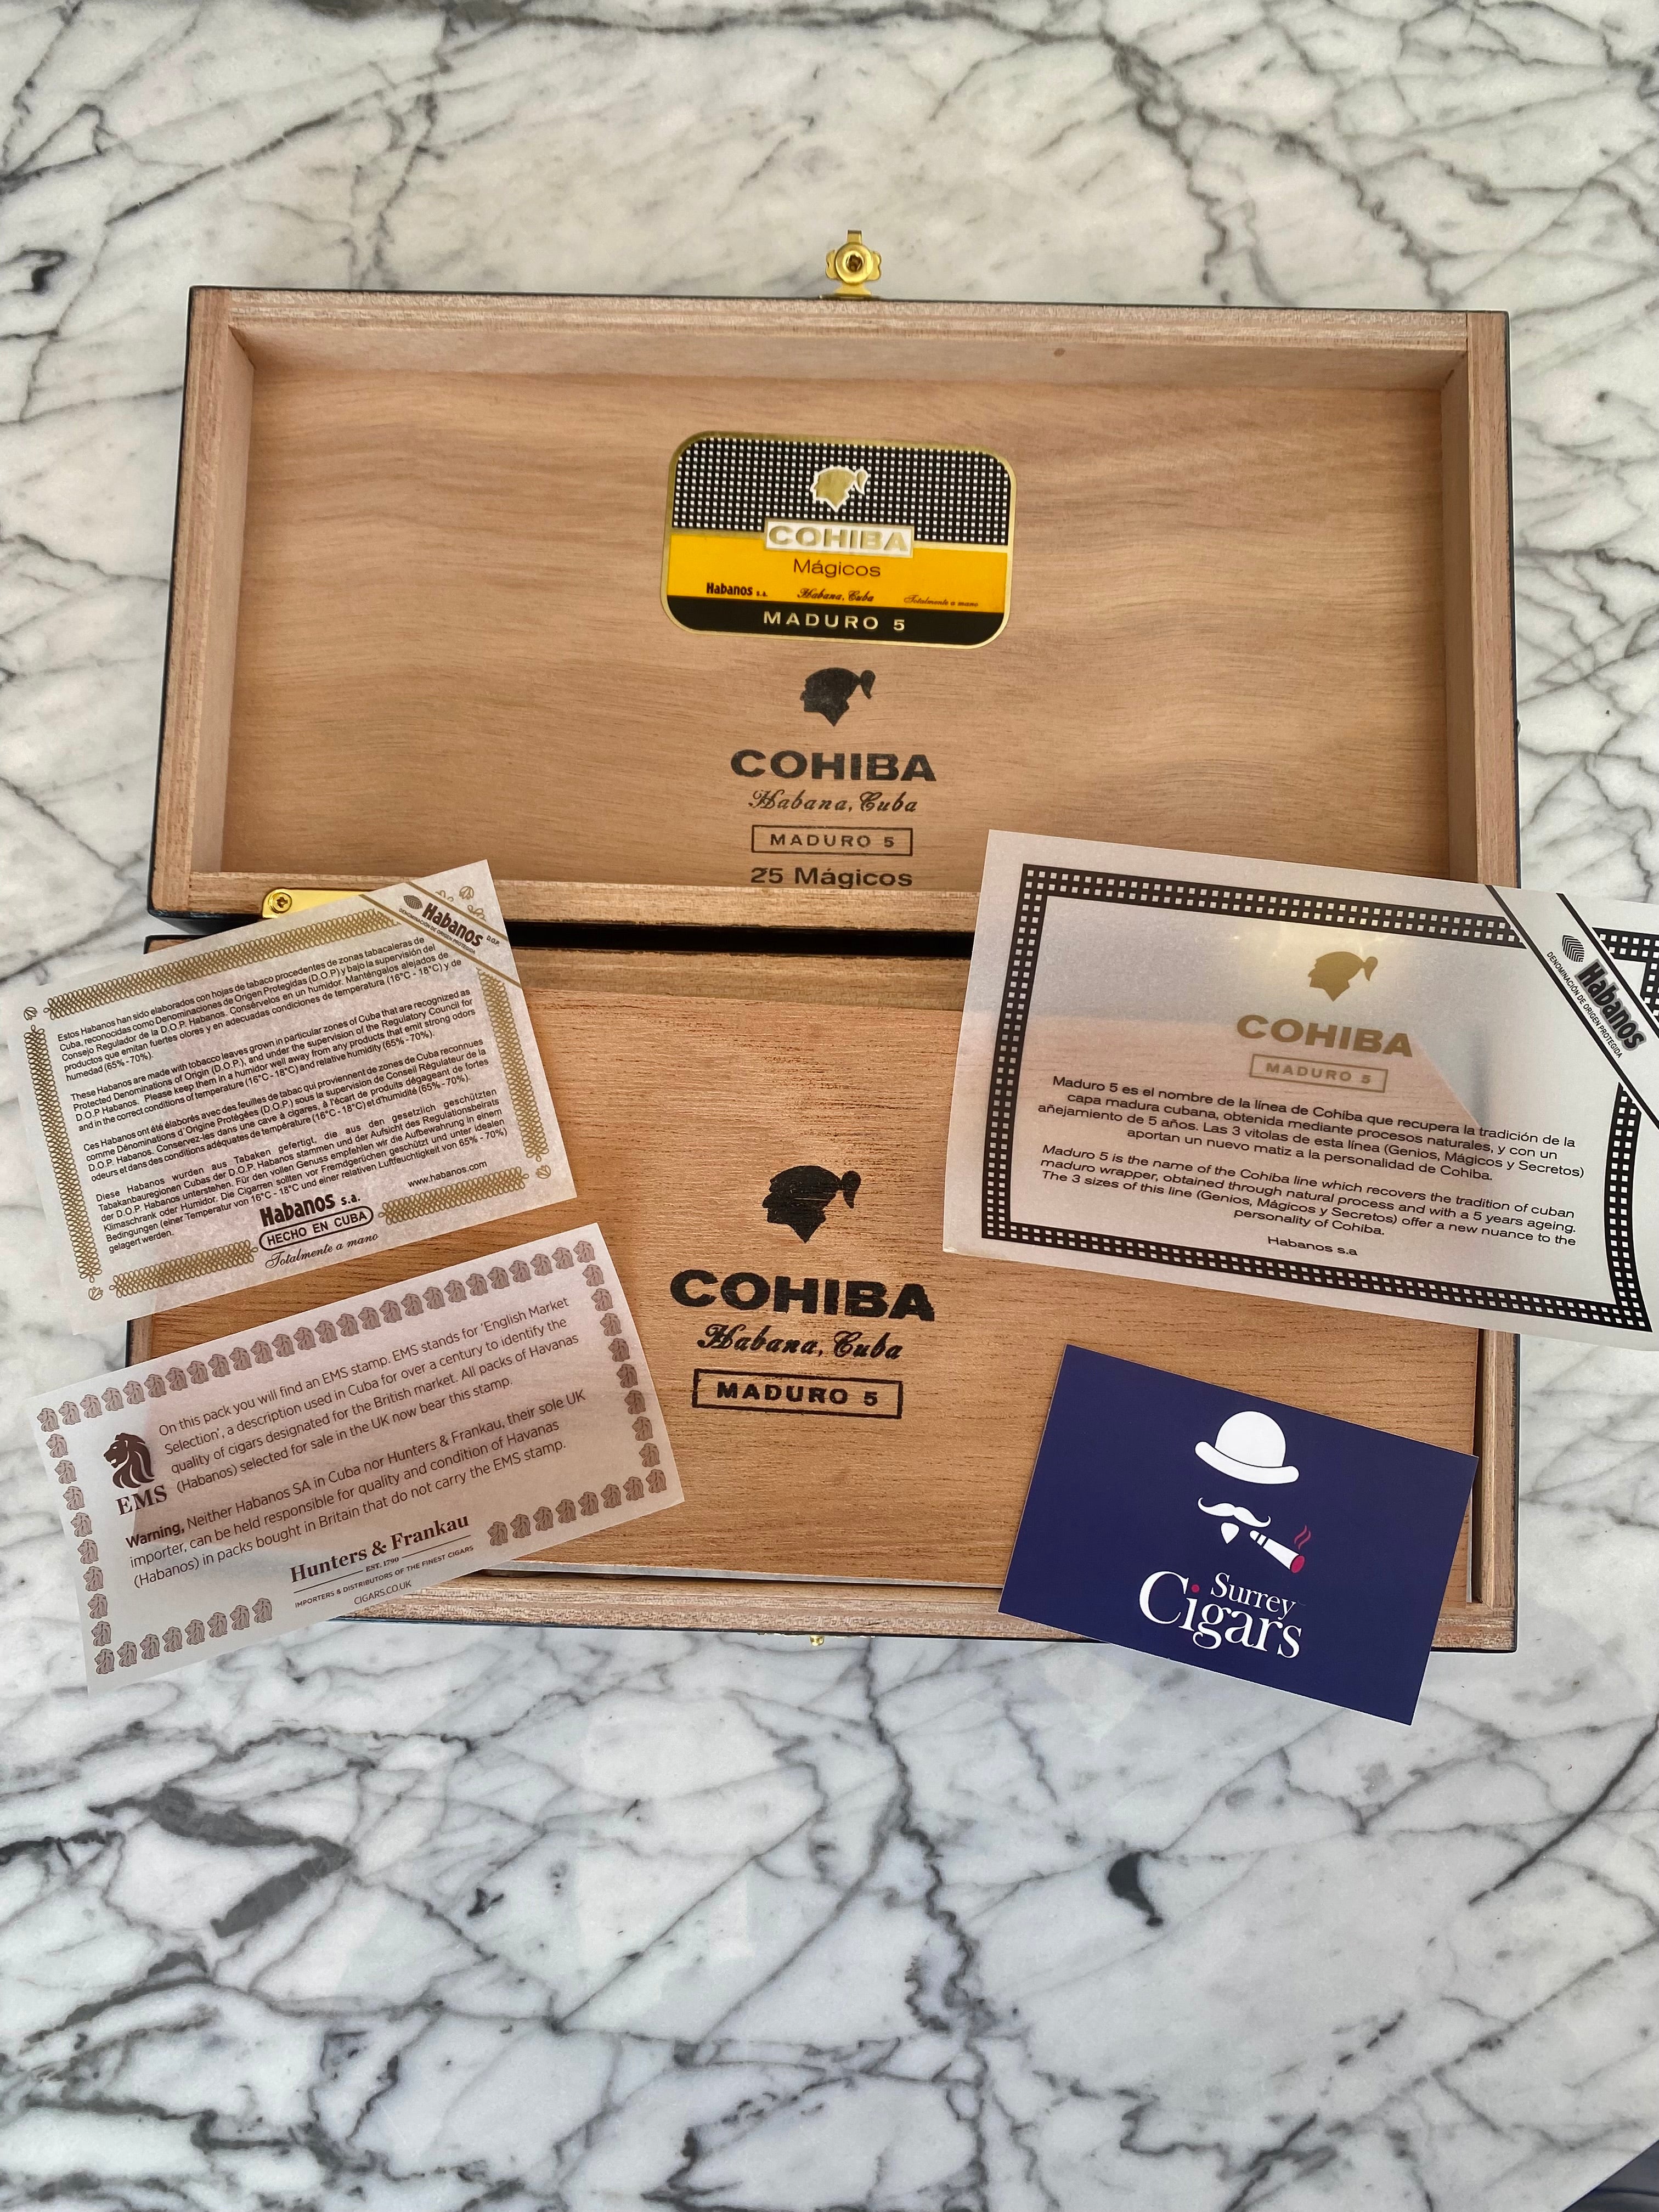 COHIBA
Mágicos
Habanos s.a.
Habana, Cuba
Totalmente a mano
MADURO 5
COHIBA
Habana, Cuba
MADURO 5
25 Mágicos
Habanos D.O.P.
DENOMINACIÓN DE ORIGEN PROTEGIDA
Estos Habanos han sido elaborados con hojas de tabaco procedentes de zonas tabacaleras de
Cuba, reconocidas como Denominaciones de Origen Protegidas (D.O.P.) y bajo la supervisión del
Consejo Regulador de la D.O.P. Habanos. Consérvelos en un humidor. Manténgalos alejados de
productos que emitan fuertes olores y en adecuadas condiciones de temperatura (16°C - 18°C) y de
humedad (65% - 70%).
These Habanos are made with tobacco leaves grown in particular zones of Cuba that are recognized as
Protected Denominations of Origin (D.O.P.), and under the supervision of the Regulatory Council for
D.O.P Habanos. Please keep them in a humidor well away from any products that emit strong odors
and in the correct conditions of temperature (16°C - 18°C) and relative humidity (65% - 70%).
Ces Habanos ont été élaborés avec des feuilles de tabac qui proviennent de zones de Cuba reconnues
comme Dénominations d'Origine Protégées (D.O.P.) sous la supervision de Conseil Régulateur de la
D.O.P. Habanos. Conservez-les dans une cave à cigares, à l'écart de produits dégageant de fortes
odeurs et dans des conditions adéquates de température (16°C - 18°C) et d'humidité (65% - 70%).
Diese Habanos wurden aus Tabaken gefertigt, die aus den gesetzlich geschützten
Tabakanbauregionen Cubas der D.O.P. Habanos stammen und der Aufsicht des Regulationsbeirats
der D.O.P. Habanos unterstehen. Für den vollen Genuss empfehlen wir die Aufbewahrung in einem
Klimaschrank oder Humidor. Die Cigarren sollten vor Fremdgerüchen geschützt und unter idealen
Bedingungen (einer Temperatur von 16°C - 18°C und einer relativen Luftfeuchtigkeit von 65% - 70%)
gelagert werden.
www.habanos.com
Habanos s.a.
HECHO EN CUBA
Totalmente a mano
Habanos
DENOMINACIÓN DE ORIGEN PROTEGIDA
COHIBA
MADURO 5
Maduro 5 es el nombre de la línea de Cohiba que recupera la tradición de la
capa madura cubana, obtenida mediante procesos naturales, y con un
añejamiento de 5 años. Las 3 vitolas de esta línea (Genios, Mágicos y Secretos)
aportan un nuevo matiz a la personalidad de Cohiba.
Maduro 5 is the name of the Cohiba line which recovers the tradition of cuban
maduro wrapper, obtained through natural process and with a 5 years ageing.
The 3 sizes of this line (Genios, Mágicos y Secretos) offer a new nuance to the
personality of Cohiba.
Habanos s.a
COHIBA
Habana, Cuba
MADURO 5
EMS
On this pack you will find an EMS stamp. EMS stands for 'English Market
Selection', a description used in Cuba for over a century to identify the
quality of cigars designated for the British market. All packs of Havanas
(Habanos) selected for sale in the UK now bear this stamp.
Warning, Neither Habanos SA in Cuba nor Hunters & Frankau, their sole UK
importer, can be held responsible for quality and condition of Havanas
(Habanos) in packs bought in Britain that do not carry the EMS stamp.
Hunters & Frankau
EST. 1790
IMPORTERS & DISTRIBUTORS OF THE FINEST CIGARS
CIGARS.CO.UK
Surrey
Cigars